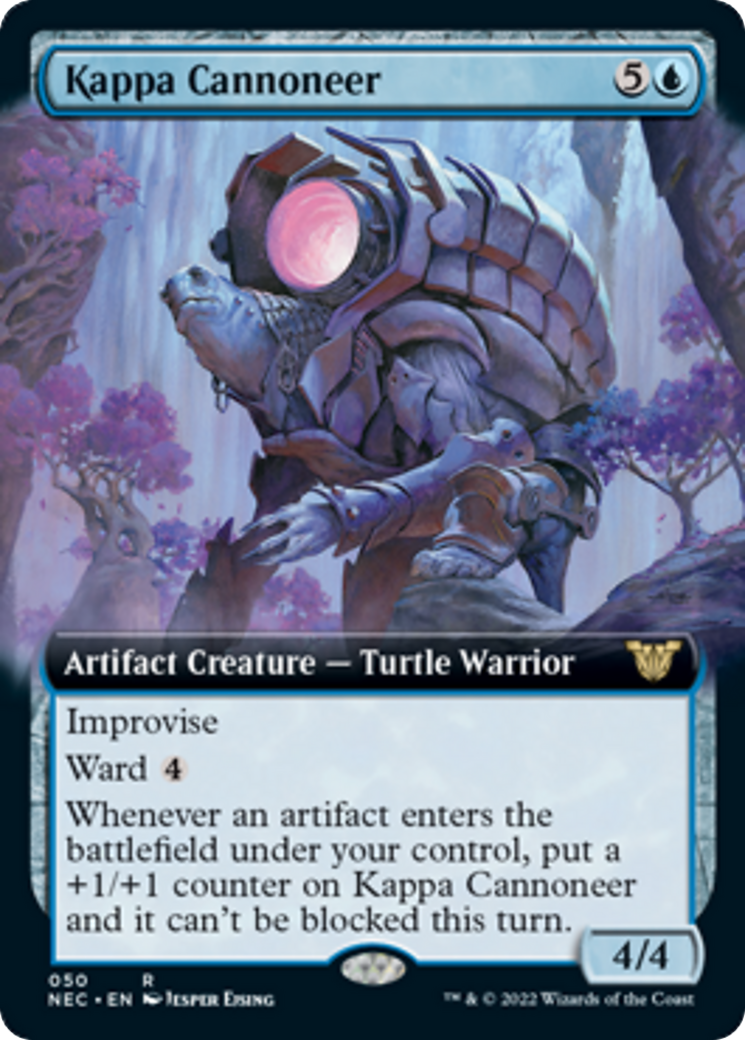 Kappa Cannoneer 5
Artifact Creature — Turtle Warrior
Improvise
Ward 4
Whenever an artifact enters the
battlefield under your control, put a
+1/+1 counter on Kappa Cannoneer
and it can't be blocked this turn.
4/4
050 R
NEC • EN Jesper Ejsing
™ & © 2022 Wizards of the Coast